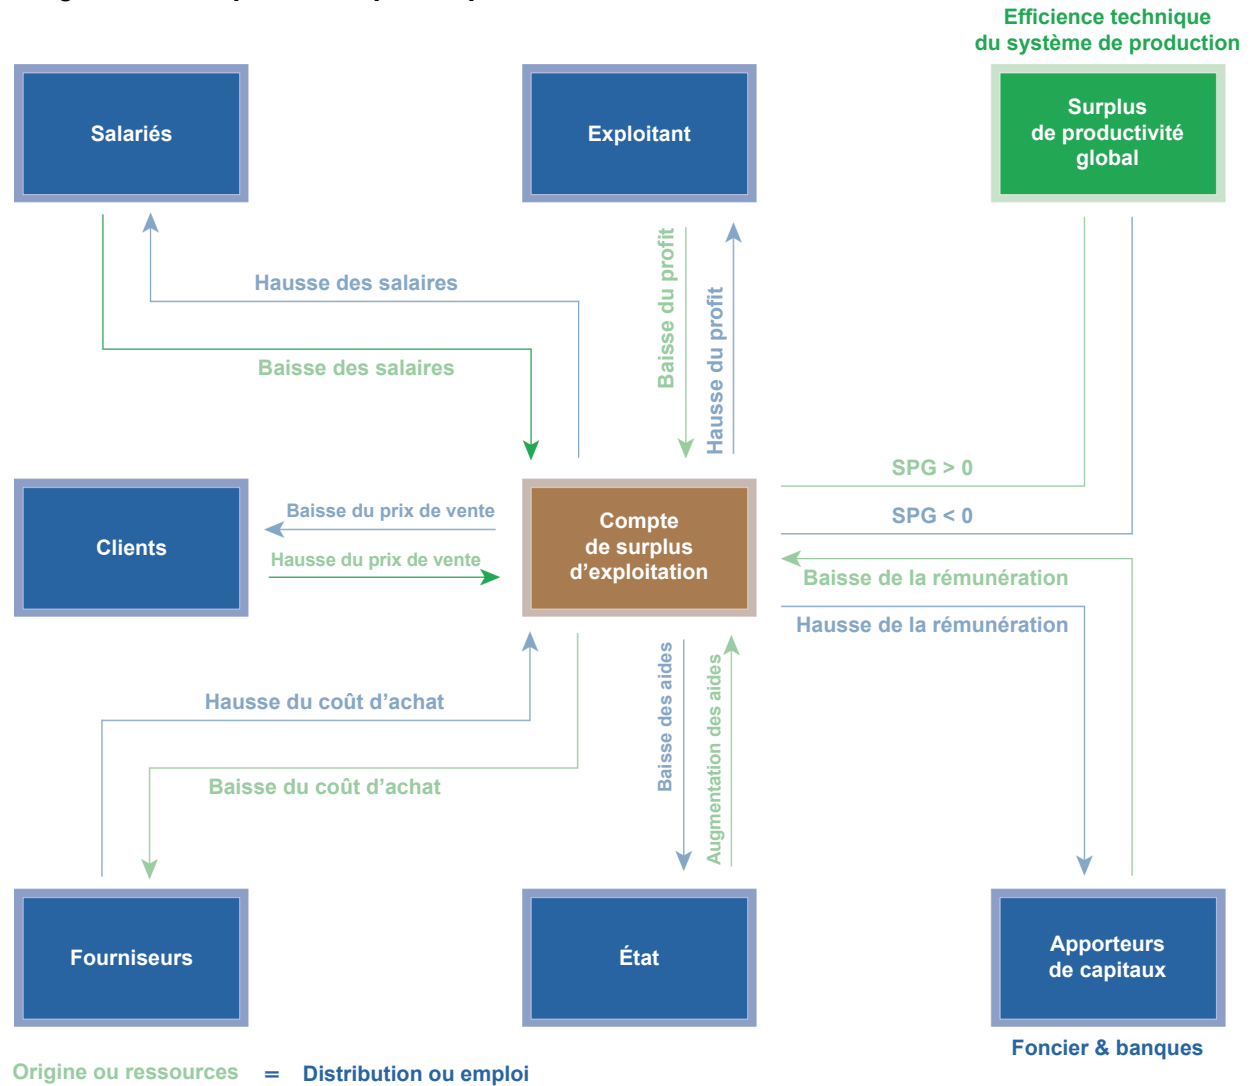 Efficience technique
du système de production
Salariés
Exploitant
Surplus
de productivité
global
Hausse des salaires
Baisse des salaires
Baisse du profit
Hausse du profit
SPG > 0
SPG < 0
Clients
Baisse du prix de vente
Hausse du prix de vente
Compte
de surplus
d’exploitation
Baisse de la rémunération
Hausse de la rémunération
Hausse du coût d’achat
Baisse du coût d’achat
Baisse des aides
Augmentation des aides
Fourniseurs
État
Apporteurs
de capitaux
Foncier & banques
Origine ou ressources = Distribution ou emploi